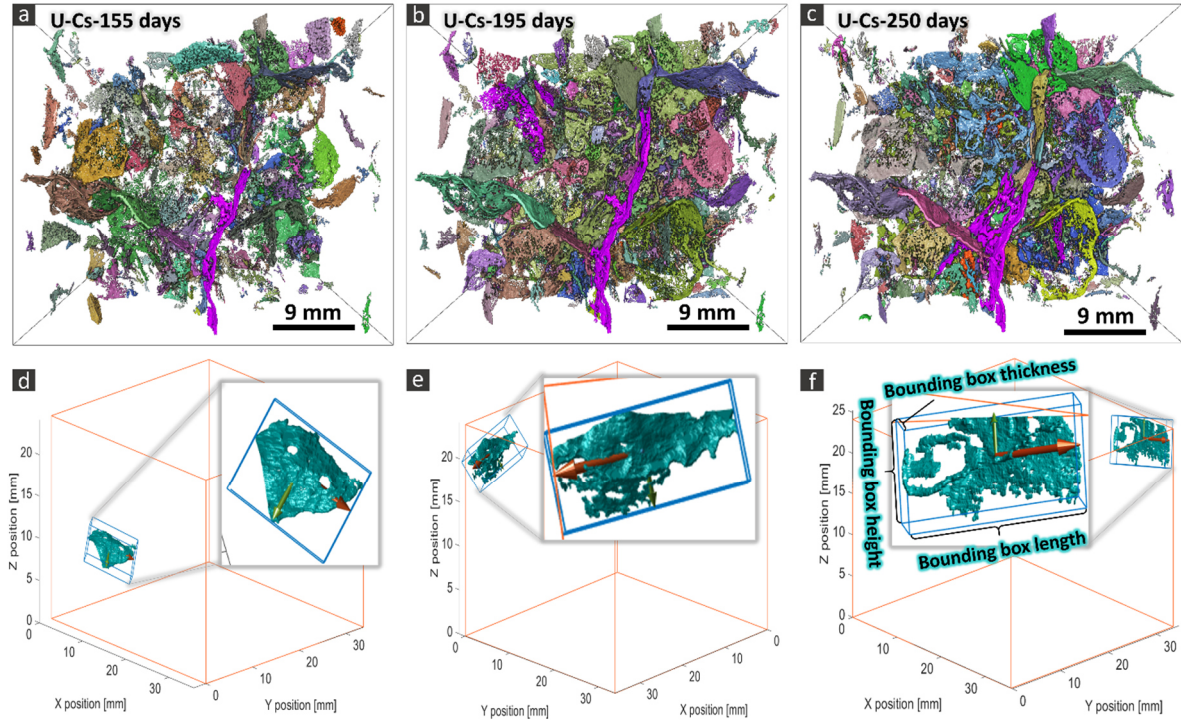 a U-Cs-155 days
b U-Cs-195 days
c U-Cs-250 days
9 mm
9 mm
9 mm
d
Z position [mm]
20
15
10
5
0
0
10
20
30
X position [mm]
0
10
20
30
Y position [mm]
e
Z position [mm]
20
15
10
5
0
0
10
20
30
Y position [mm]
30
20
10
0
X position [mm]
f
Bounding box thickness
Bounding box height
Bounding box length
Z position [mm]
25
20
15
10
5
0
0
10
20
30
X position [mm]
0
10
20
30
Y position [mm]